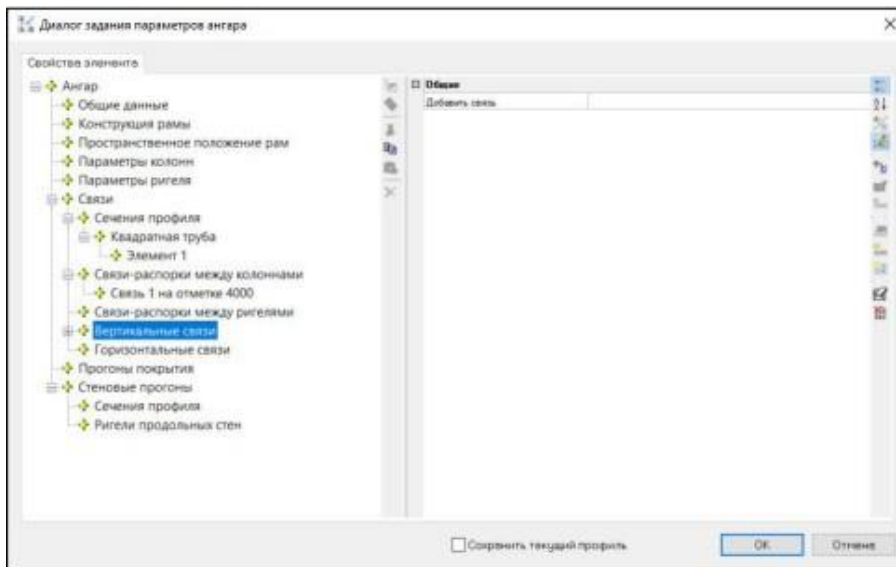 Диалог задания параметров ангара
Свойства элемента
Ангар
Общие данные
Конструкция рамы
Пространственное положение рам
Параметры колонн
Параметры ригеля
Связи
Сечения профиля
Квадратная труба
Элемент 1
Связи-распорки между колоннами
Связь 1 на отметке 4000
Связи-распорки между ригелями
Вертикальные связи
Горизонтальные связи
Прогоны покрытия
Стеновые прогоны
Сечения профиля
Ригели продольных стен
Общие
Добавить связь
Сохранить текущий профиль
OK
Отмена